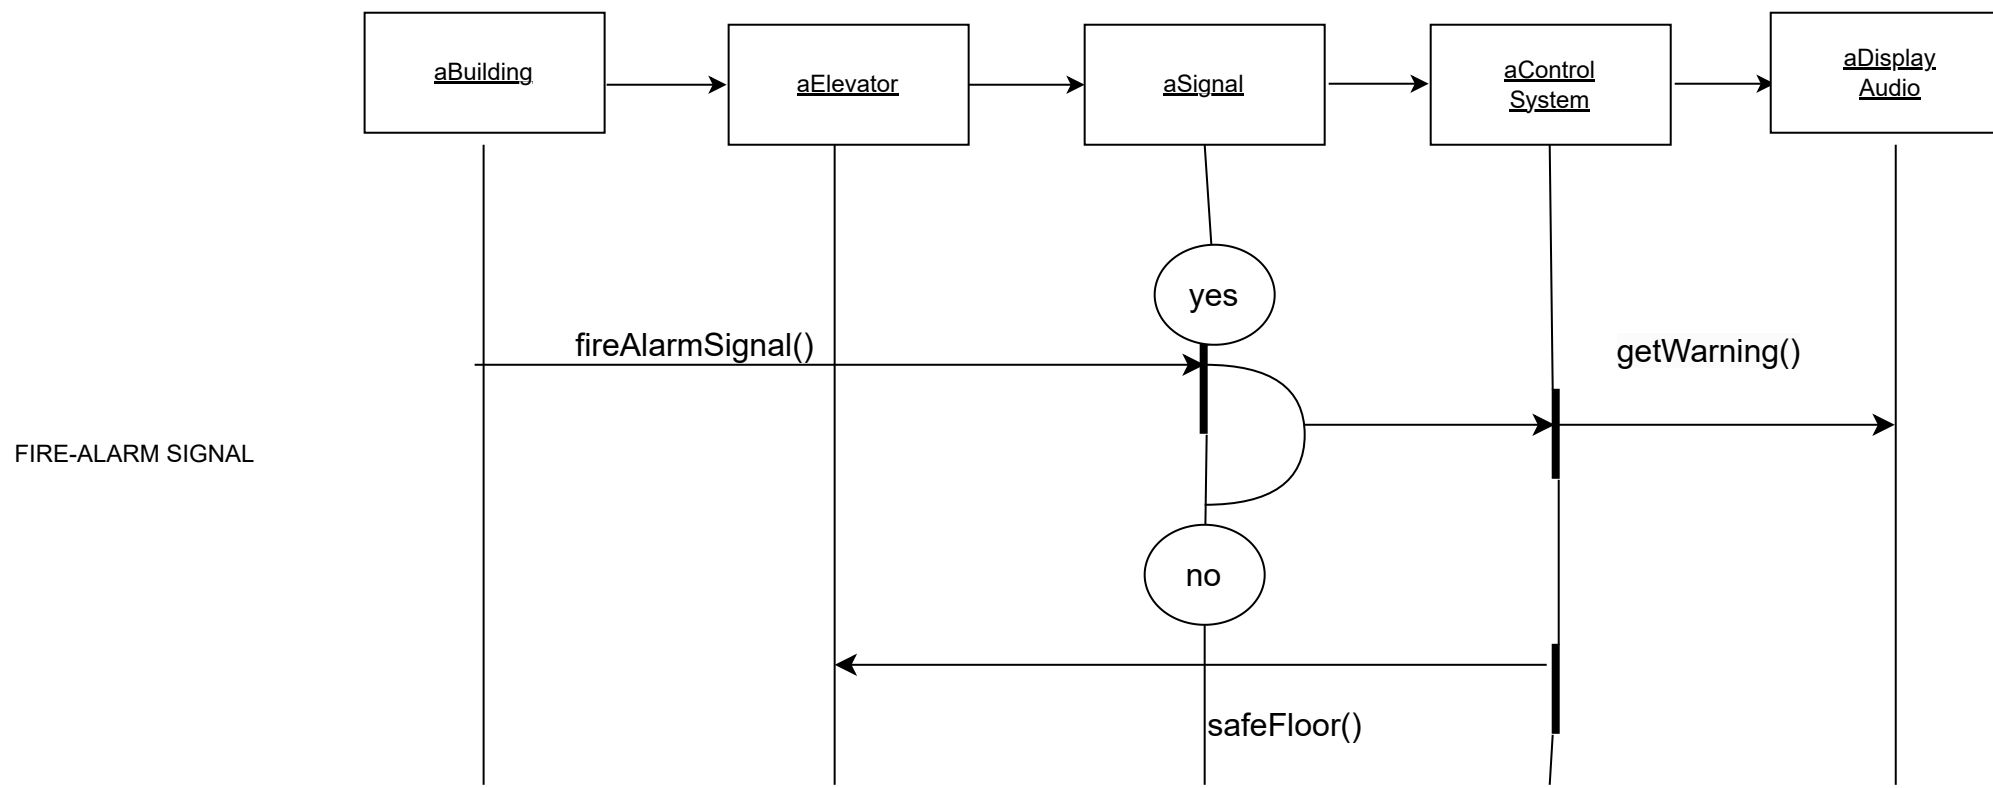 aBuilding
aElevator
aSignal
aControl
System
aDisplay
Audio
yes
fireAlarmSignal()
getWarning()
FIRE-ALARM SIGNAL
no
safeFloor()